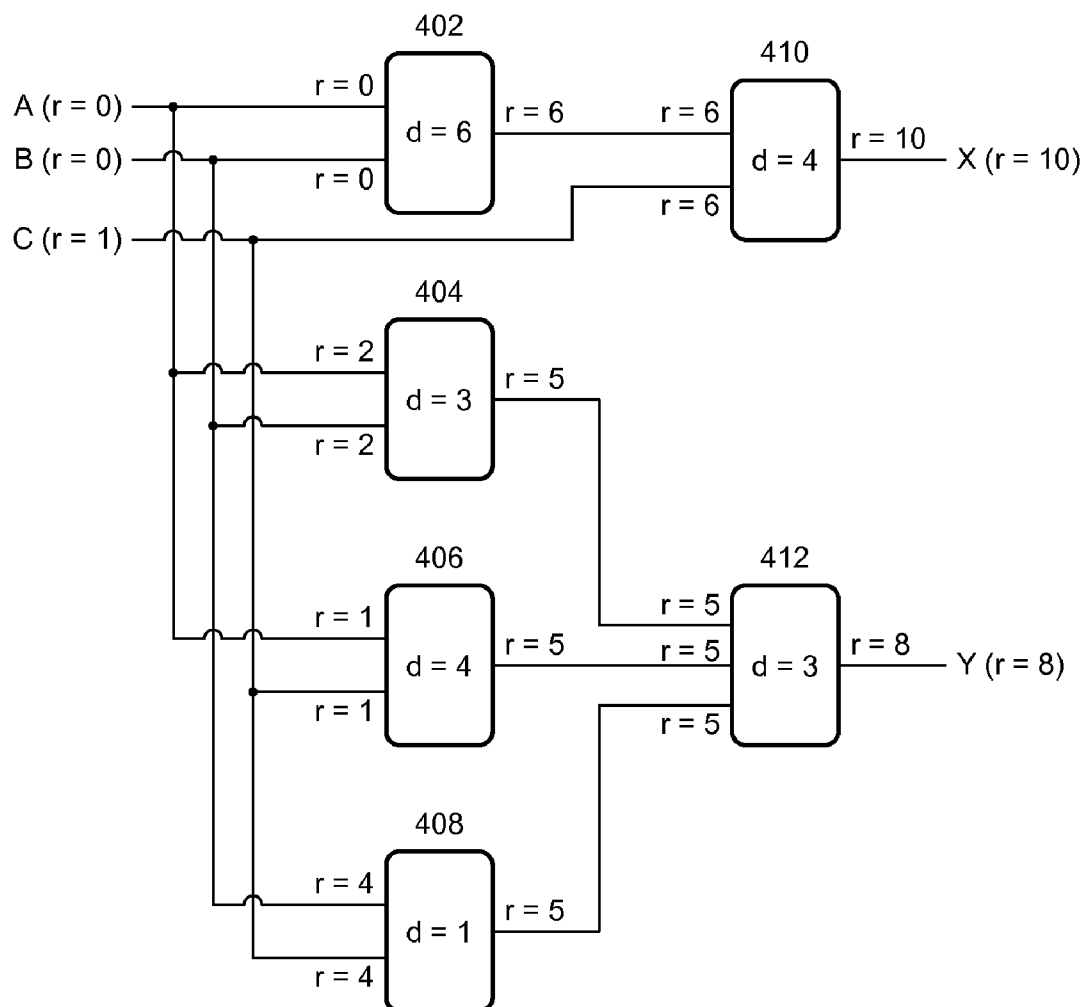 402
410
A (r = 0)
r = 0
d = 6
r = 6
r = 6
r = 10
B (r = 0)
r = 0
d = 4
X (r = 10)
r = 6
C (r = 1)
404
r = 2
d = 3
r = 5
r = 2
406
412
r = 1
d = 4
r = 5
r = 5
r = 5
d = 3
r = 8
Y (r = 8)
r = 1
r = 5
408
r = 4
d = 1
r = 5
r = 4